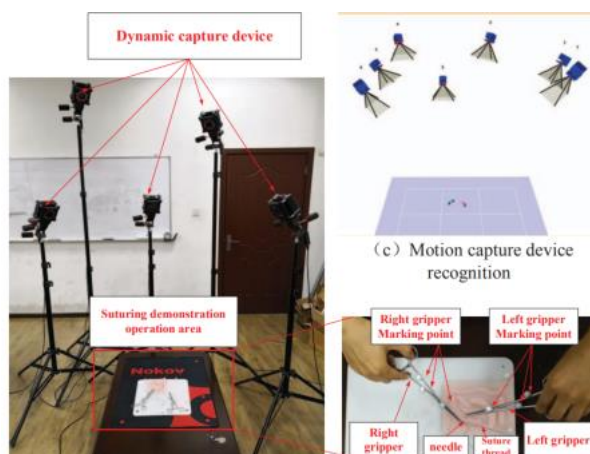 Dynamic capture device
Suturing demonstration
operation area
Nokov
(c) Motion capture device
recognition
Right gripper
Marking point
Left gripper
Marking point
Right
gripper
needle
Suture
thread
Left gripper